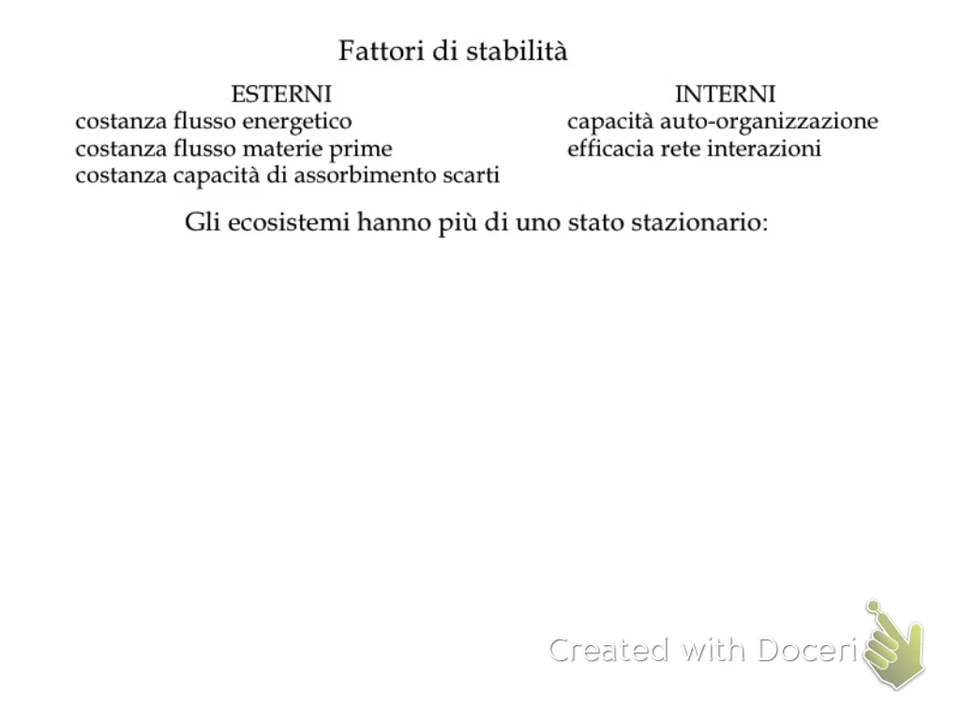 Fattori di stabilità
ESTERNI
costanza flusso energetico
costanza flusso materie prime
costanza capacità di assorbimento scarti
INTERNI
capacità auto-organizzazione
efficacia rete interazioni
Gli ecosistemi hanno più di uno stato stazionario:
Created with Doceri